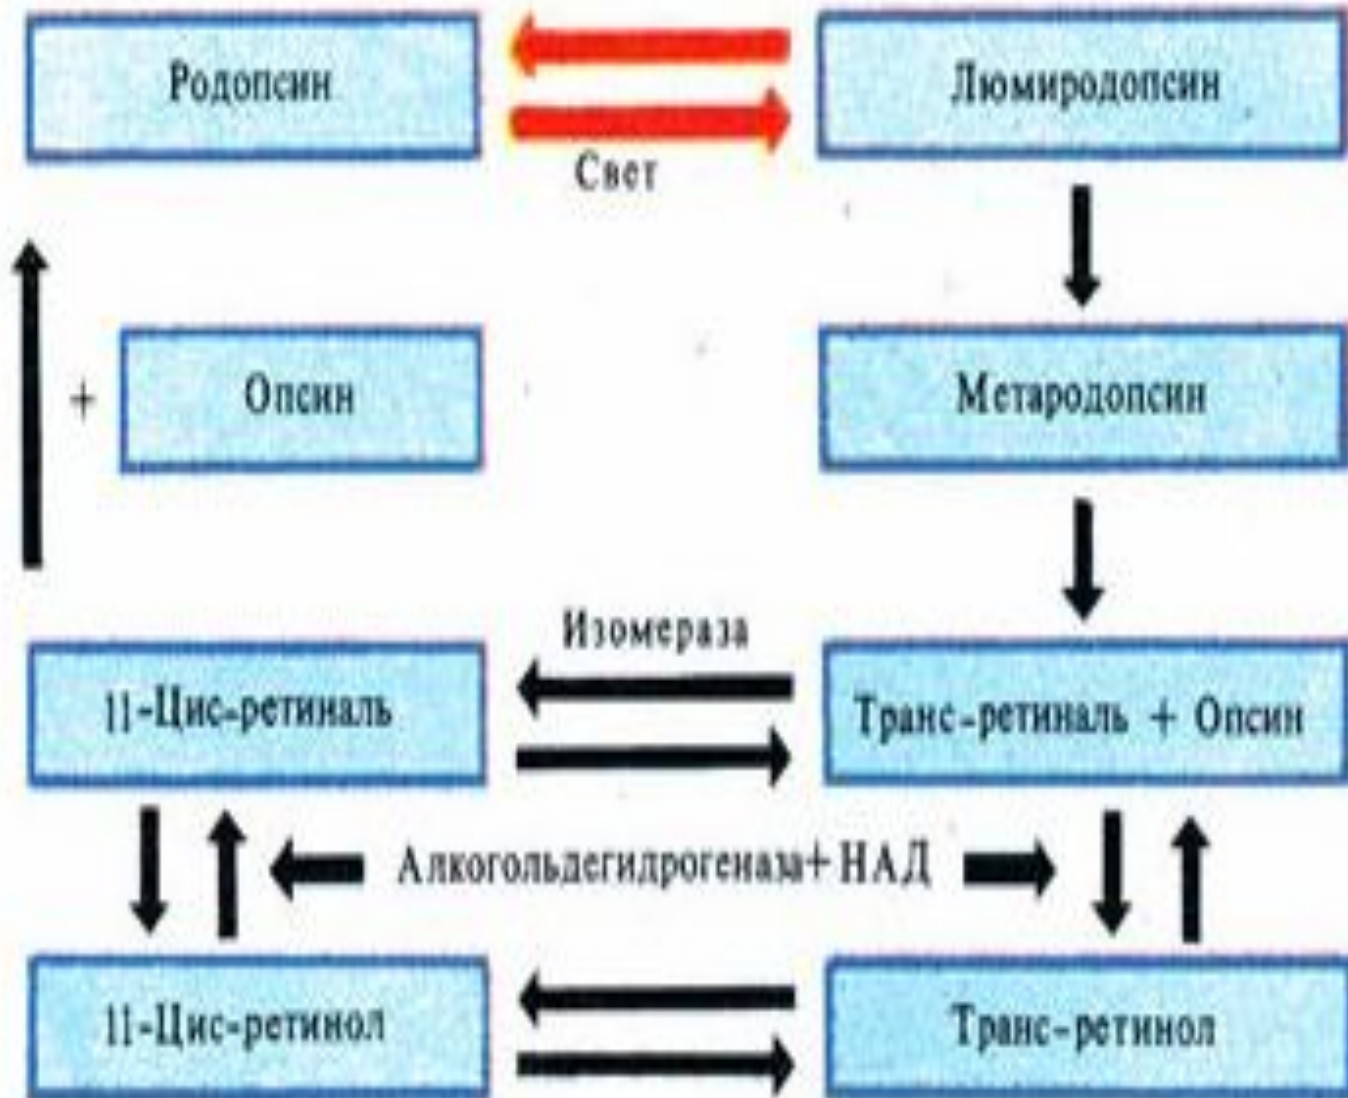 Родопсин
Люмиродопсин
Свет
+
Опсин
Метародопсин
Изомераза
11-Цис-ретиналь
Транс-ретиналь + Опсин
Алкогольдегидрогеназа+ НАД
11-Цис-ретинол
Транс-ретинол